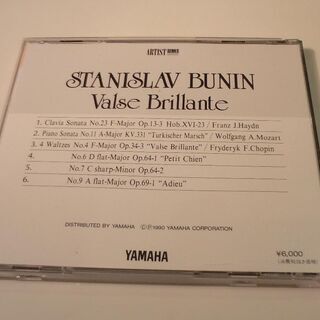 ARTIST
STANISLAV BUNIN
Valse Brillante
1. Clavia Sonata No.23 F-Major Op.13-3 Hob.XVI-23 / Franz J.Haydn
2. Piano Sonata No.11 A-Major KV.331 "Turkischer Marsch" / Wolfgang A.Mozart
3. 4 Waltzes No.4 F-Major Op.34-3 "Valse Brillante" / Fryderyk F.Chopin
4. No.6 D flat-Major Op.64-1 "Petit Chien"
5. No.7 C sharp-Minor Op.64-2
6. No.9 A flat-Major Op.69-1 "Adieu"
DISTRIBUTED BY YAMAHA ©℗1990 YAMAHA CORPORATION
YAMAHA
¥6,000